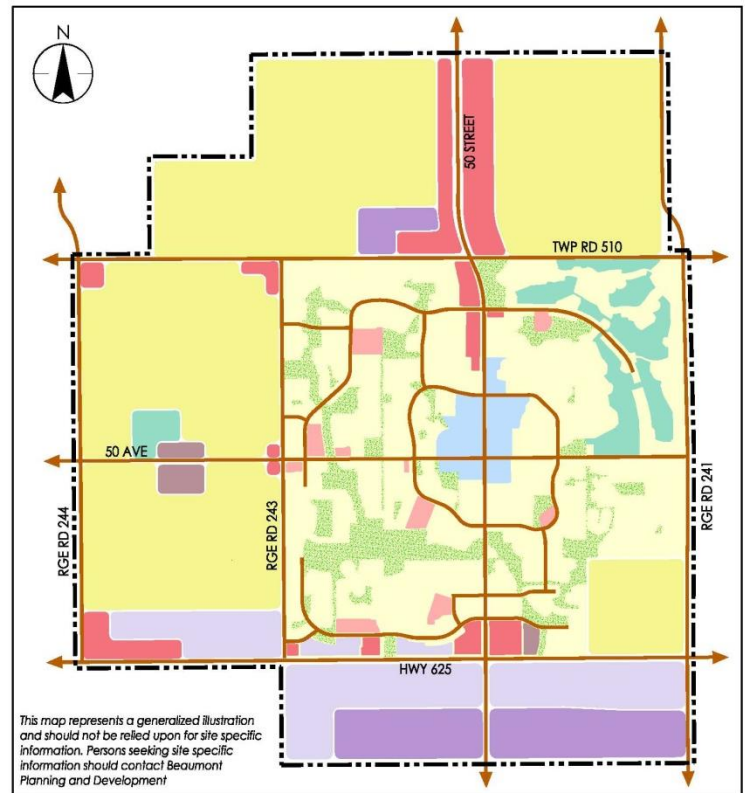 N
50 STREET
TWP RD 510
50 AVE
RGE RD 244
RGE RD 243
RGE RD 241
HWY 625
This map represents a generalized illustration
and should not be relied upon for site specific
information. Persons seeking site specific
information should contact Beaumont
Planning and Development